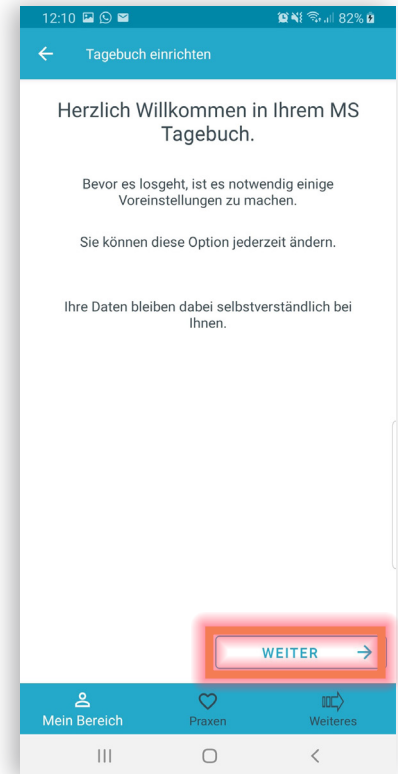 12:10 82%
Tagebuch einrichten
Herzlich Willkommen in Ihrem MS
Tagebuch.
Bevor es losgeht, ist es notwendig einige
Voreinstellungen zu machen.
Sie können diese Option jederzeit ändern.
Ihre Daten bleiben dabei selbstverständlich bei
Ihnen.
WEITER
Mein Bereich Praxen Weiteres